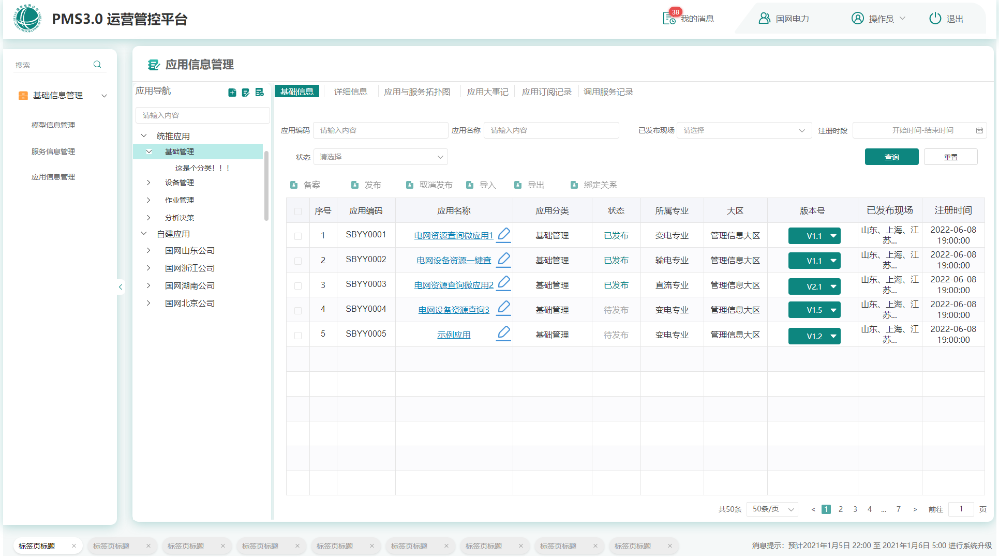 PMS3.0 运营管控平台
38
我的消息
国网电力
操作员
退出
搜索
基础信息管理
模型信息管理
服务信息管理
应用信息管理
应用信息管理
应用导航
请输入内容
统推应用
基础管理
这是个分类！！！
设备管理
作业管理
分析决策
自建应用
国网山东公司
国网浙江公司
国网湖南公司
国网北京公司
基础信息 详细信息 应用与服务拓扑图 应用大事记 应用订阅记录 调用服务记录
应用编码 请输入内容 应用名称 请输入内容 已发布现场 请选择 注册时段 开始时间-结束时间
状态 请选择 查询 重置
备案 发布 取消发布 导入 导出 绑定关系
序号 应用编码 应用名称 应用分类 状态 所属专业 大区 版本号 已发布现场 注册时间
1 SBYY0001 电网资源查询微应用1 基础管理 已发布 变电专业 管理信息大区 V1.1 山东、上海、江苏... 2022-06-08 19:00:00
2 SBYY0002 电网设备资源一键查 基础管理 已发布 输电专业 管理信息大区 V1.1 山东、上海、江苏... 2022-06-08 19:00:00
3 SBYY0003 电网资源查询微应用2 基础管理 已发布 直流专业 管理信息大区 V2.1 山东、上海、江苏... 2022-06-08 19:00:00
4 SBYY0004 电网设备资源查询3 基础管理 待发布 变电专业 管理信息大区 V1.5 山东、上海、江苏... 2022-06-08 19:00:00
5 SBYY0005 示例应用 基础管理 待发布 变电专业 管理信息大区 V1.2 山东、上海、江苏... 2022-06-08 19:00:00
共50条 50条/页 < 1 2 3 4 ... 7 > 前往 1 页
标签页标题 × 标签页标题 × 标签页标题 × 标签页标题 × 标签页标题 × 标签页标题 × 标签页标题 × 标签页标题 × 标签页标题 ×
消息提示：预计2021年1月5日 22:00 至 2021年1月6日 5:00 进行系统升级